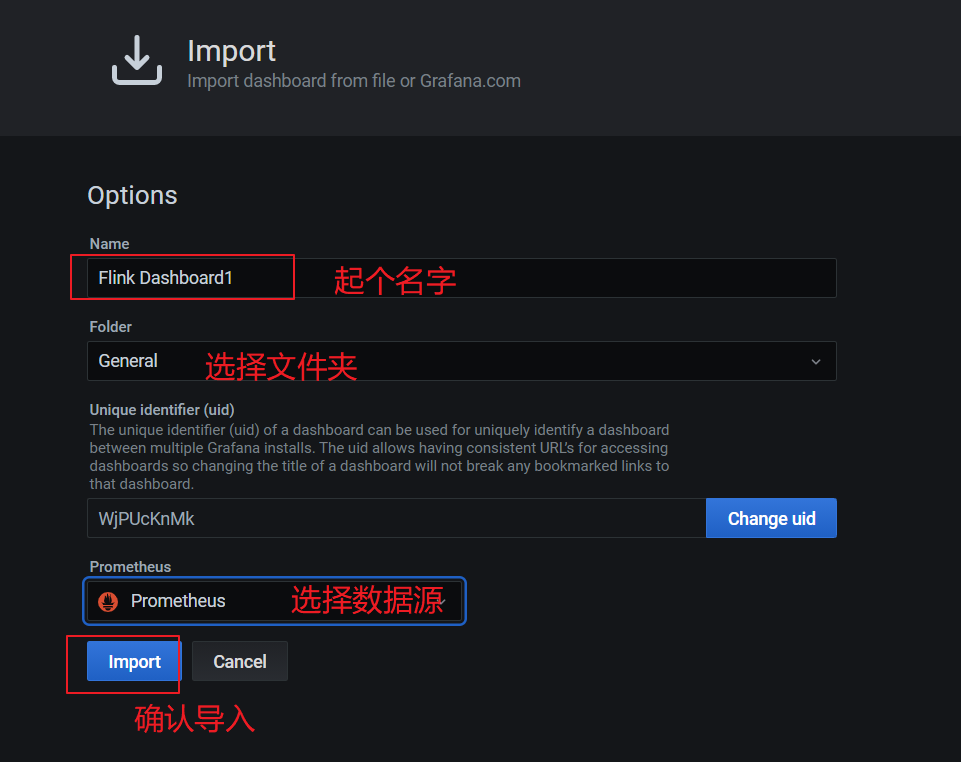 Import
Import dashboard from file or Grafana.com
Options
Name
Flink Dashboard1
起个名字
Folder
General
选择文件夹
Unique identifier (uid)
The unique identifier (uid) of a dashboard can be used for uniquely identify a dashboard
between multiple Grafana installs. The uid allows having consistent URL's for accessing
dashboards so changing the title of a dashboard will not break any bookmarked links to
that dashboard.
WjPUcKnMk
Change uid
Prometheus
Prometheus
选择数据源
Import
Cancel
确认导入